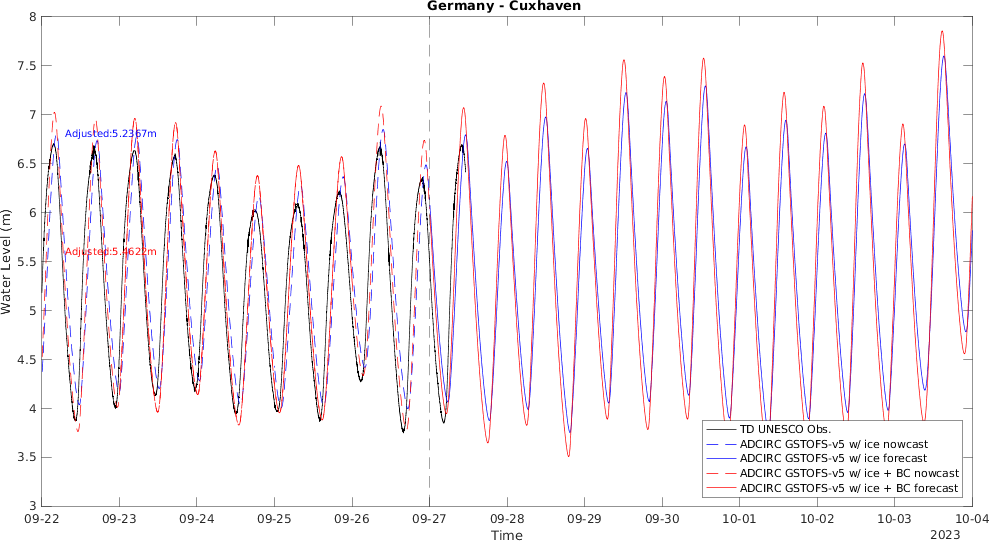 Germany - Cuxhaven
8
7.5
7
6.5
6
5.5
5
4.5
4
3.5
3
Water Level (m)
Adjusted:5.2367m
Adjusted:5.4622m
TD UNESCO Obs.
ADCIRC GSTOFS-v5 w/ ice nowcast
ADCIRC GSTOFS-v5 w/ ice forecast
ADCIRC GSTOFS-v5 w/ ice + BC nowcast
ADCIRC GSTOFS-v5 w/ ice + BC forecast
09-22 09-23 09-24 09-25 09-26 09-27 09-28 09-29 09-30 10-01 10-02 10-03 10-04
Time
2023